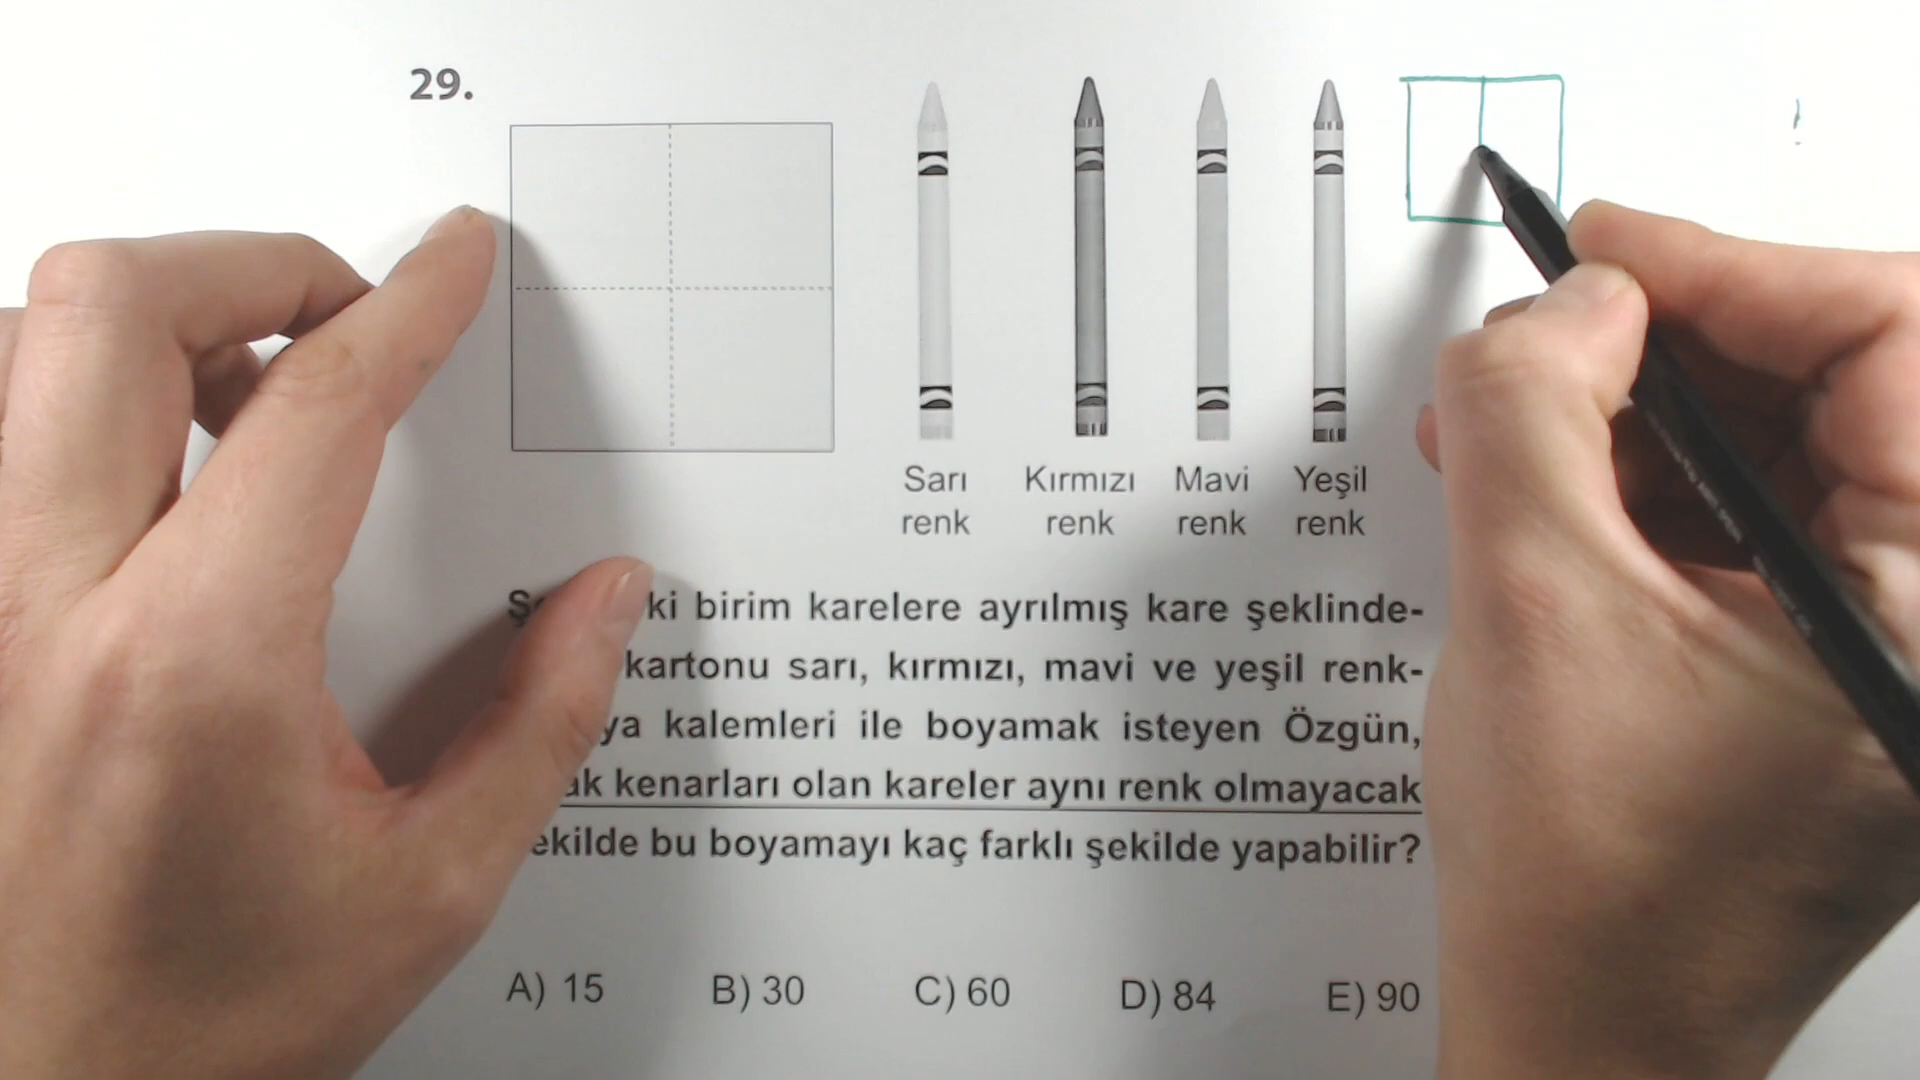 29.
Sarı renk
Kırmızı renk
Mavi renk
Yeşil renk
ki birim karelere ayrılmış kare şeklinde-
kartonu sarı, kırmızı, mavi ve yeşil renk-
ya kalemleri ile boyamak isteyen Özgün,
ak kenarları olan kareler aynı renk olmayacak
ekilde bu boyamayı kaç farklı şekilde yapabilir?
A) 15 B) 30 C) 60 D) 84 E) 90